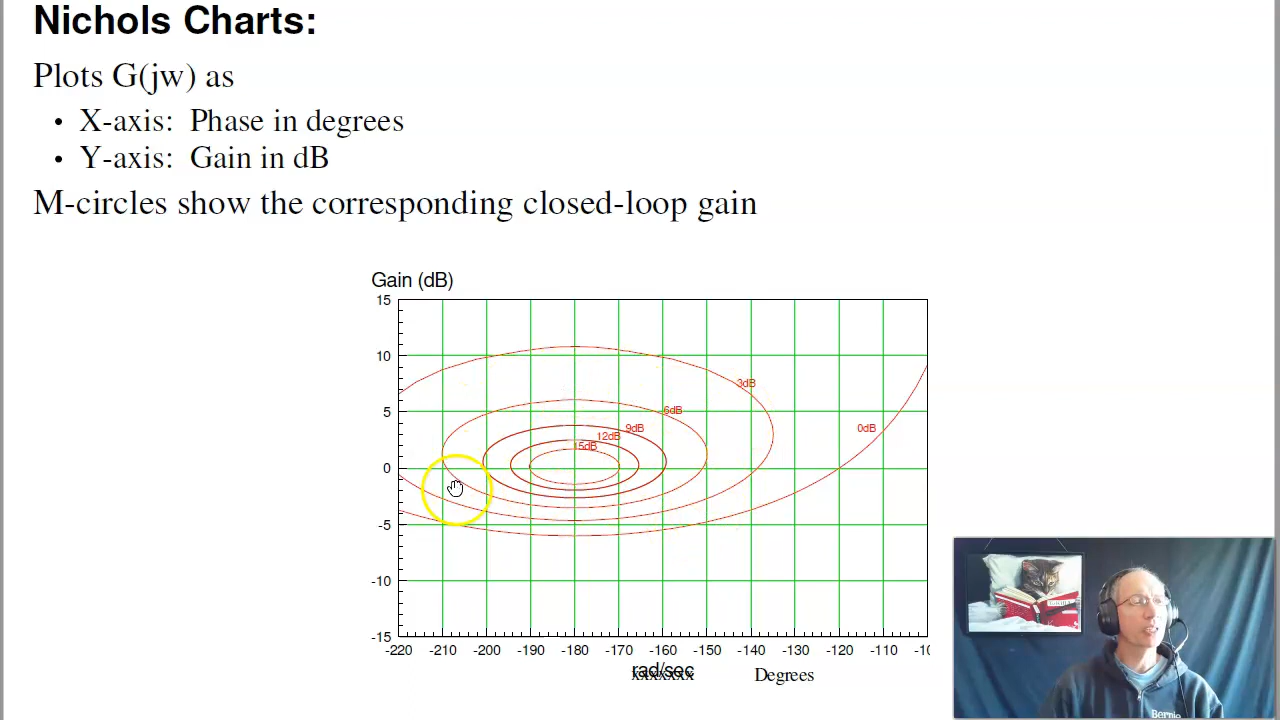 Nichols Charts:
Plots G(jw) as
• X-axis: Phase in degrees
• Y-axis: Gain in dB
M-circles show the corresponding closed-loop gain
Gain (dB)
15
10
3dB
5
6dB
9dB
0dB
12dB
15dB
0
-5
-10
-15
-220 -210 -200 -190 -180 -170 -160 -150 -140 -130 -120 -110 -10
rad/sec
xxxxxxx
Degrees
Bernie